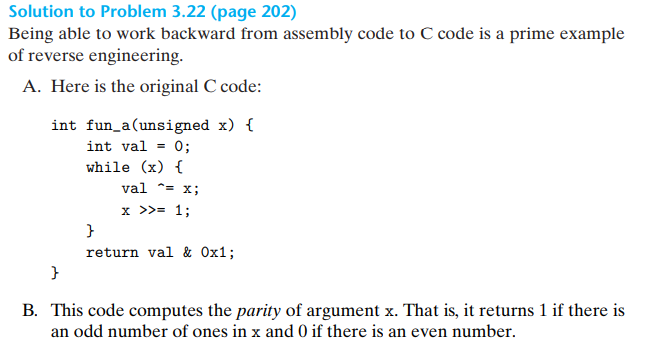 Solution to Problem 3.22 (page 202)
Being able to work backward from assembly code to C code is a prime example
of reverse engineering.
A. Here is the original C code:
int fun_a(unsigned x) {
int val = 0;
while (x) {
val ^= x;
x >>= 1;
}
return val & 0x1;
}
B. This code computes the parity of argument x. That is, it returns 1 if there is
an odd number of ones in x and 0 if there is an even number.